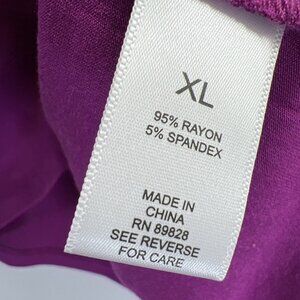 XL
95% RAYON
5% SPANDEX
MADE IN
CHINA
RN 89828
SEE REVERSE
FOR CARE